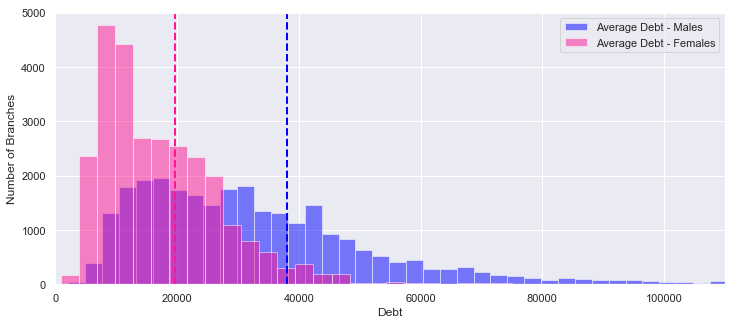 Average Debt - Males
Average Debt - Females
5000
4000
3000
2000
1000
0
Number of Branches
0 20000 40000 60000 80000 100000
Debt